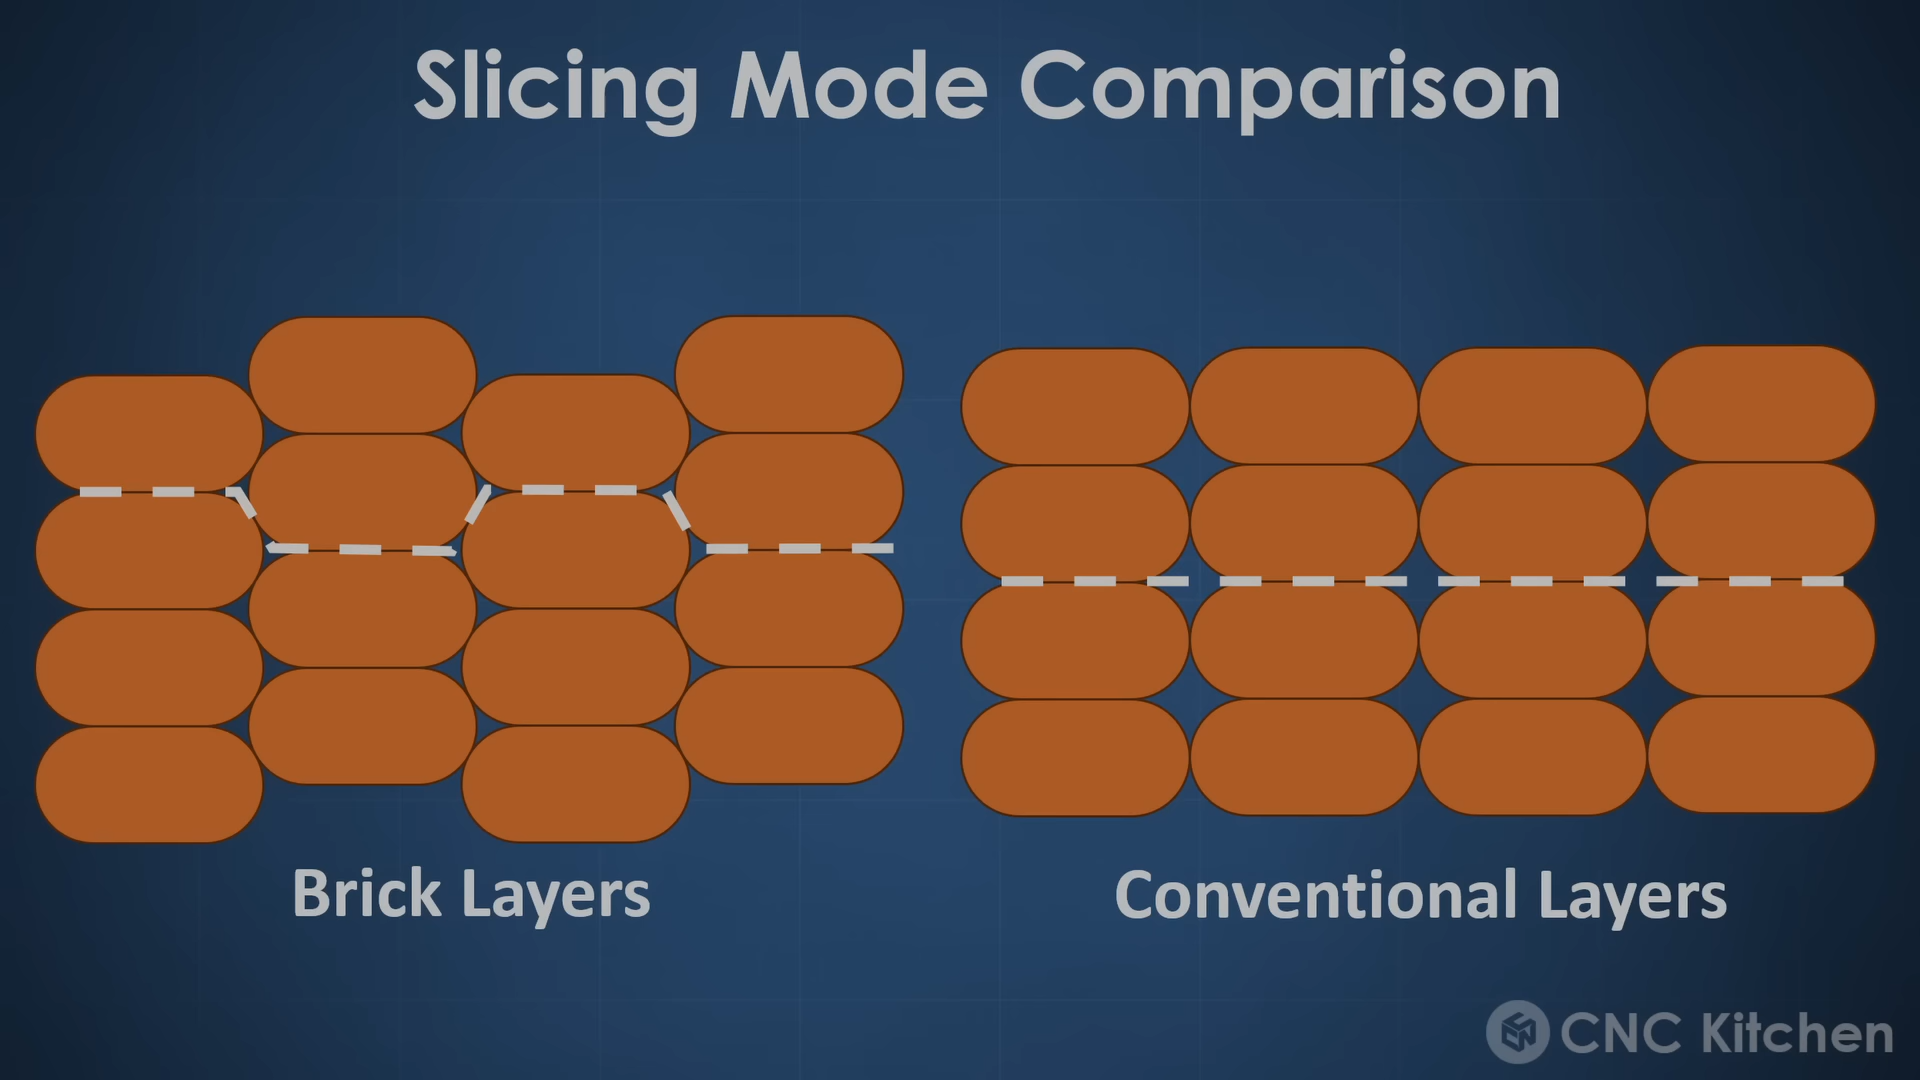 Slicing Mode Comparison
Brick Layers
Conventional Layers
CNC Kitchen